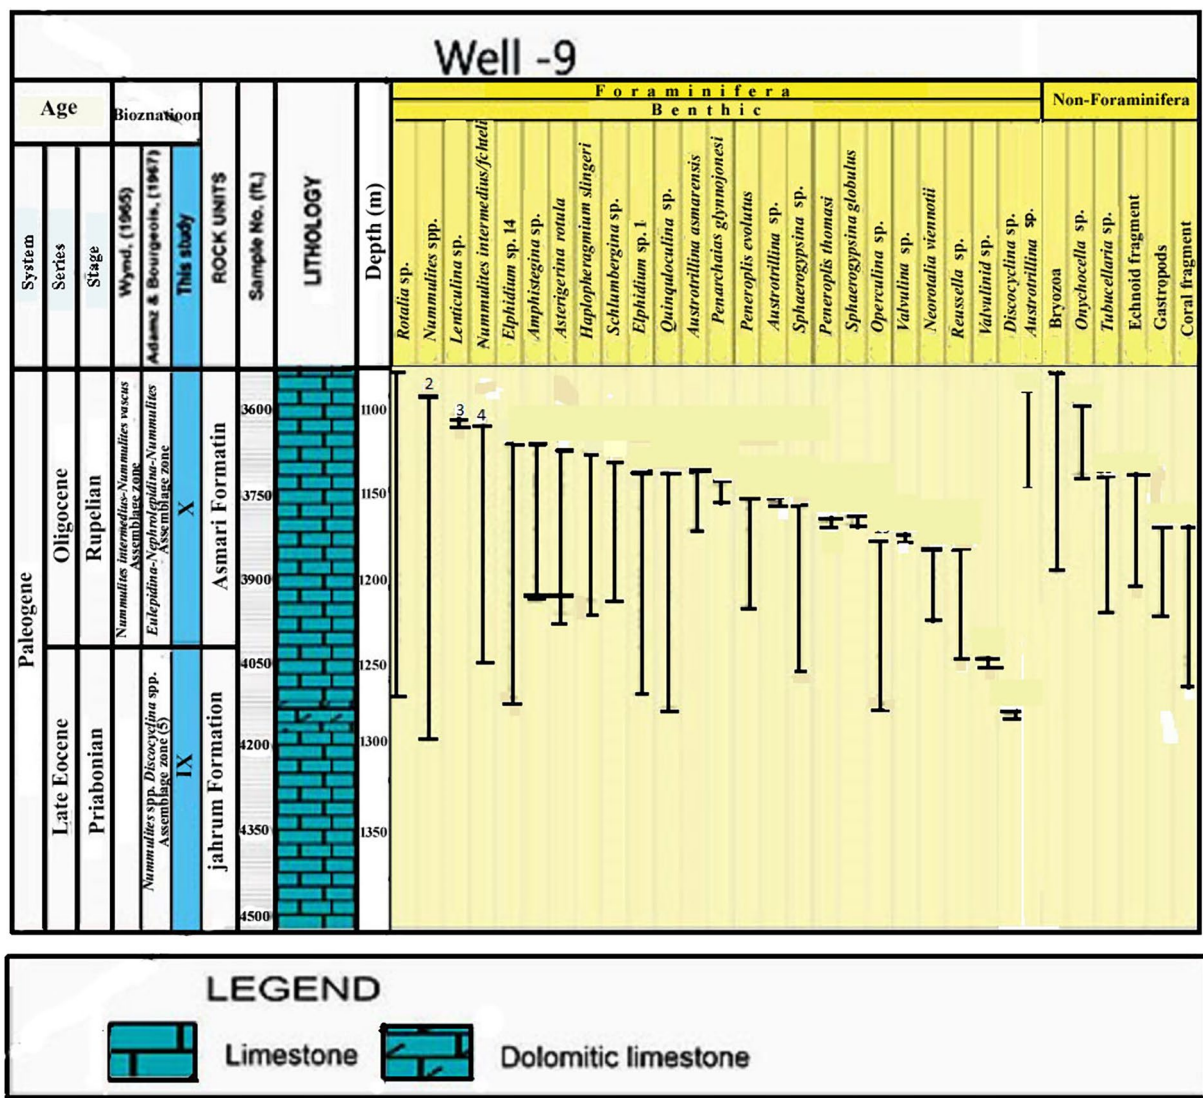 Well -9
Age
Bioznatioon
System
Series
Stage
Wynd. (1965)
Adamz & Bourgeois, (1967)
This study
ROCK UNITS
Sample No. (ft.)
LITHOLOGY
Depth (m)
Foraminifera
Benthic
Non-Foraminifera
Rotalia sp.
Nummulites spp.
Lenticulina sp.
Nummulites intermedius/fchteli
Elphidium sp. 14
Amphistegina sp.
Asterigerina rotula
Haplopheragmium slingeri
Schlumbergina sp.
Elphidium sp. 1
Quinquloculina sp.
Austrotrillina asmarensis
Penarchaias glynnojonesi
Peneroplis evolutus
Austrotrillina sp.
Sphaerogypsina sp.
Peneroplis thomasi
Sphaerogypsina globulus
Operculina sp.
Valvulina sp.
Neorotalia viennotii
Reussella sp.
Valvulinid sp.
Discocyclina sp.
Austrotrillina sp.
Bryozoa
Onychocella sp.
Tubucellaria sp.
Echnoid fragment
Gastropods
Coral fragment
Paleogene
Oligocene
Rupelian
Nummulites intermedius-Nummulites vascus
Assemblage zone
Eulepidina-Nephrolepidina-Nummulites
Assemblage zone
X
Asmari Formatin
Late Eocene
Priabonian
Nummulites spp. Discocyclina spp.
Assemblage zone (5)
IX
jahrum Formation
3600
3750
3900
4050
4200
4350
4500
1100
1150
1200
1250
1300
1350
2
3
4
LEGEND
Limestone
Dolomitic limestone